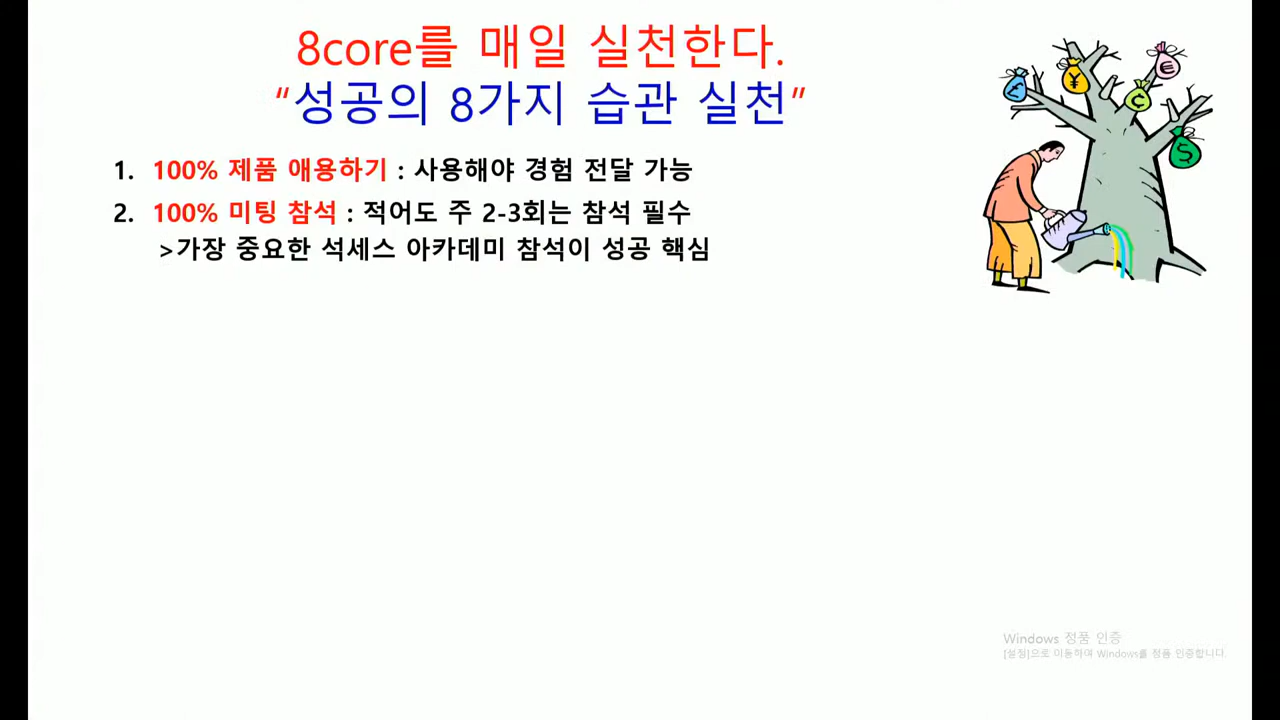 8core를 매일 실천한다.
“성공의 8가지 습관 실천”
1. 100% 제품 애용하기 : 사용해야 경험 전달 가능
2. 100% 미팅 참석 : 적어도 주 2-3회는 참석 필수
>가장 중요한 석세스 아카데미 참석이 성공 핵심
£
¥
€
C
$
Windows 정품 인증
[설정]으로 이동하여 Windows를 정품 인증합니다.